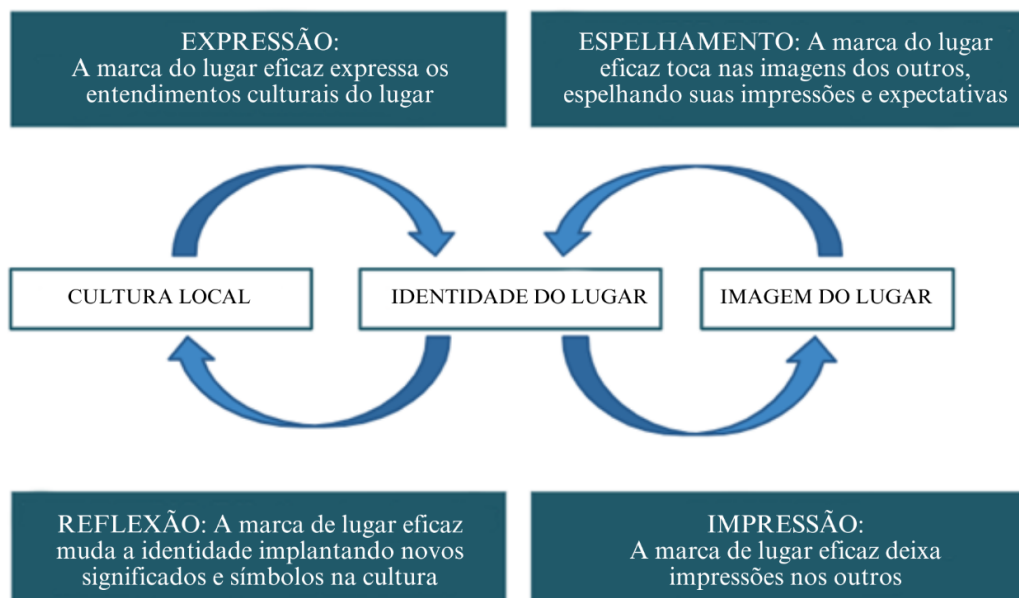 EXPRESSÃO:
A marca do lugar eficaz expressa os
entendimentos culturais do lugar
ESPELHAMENTO: A marca do lugar
eficaz toca nas imagens dos outros,
espelhando suas impressões e expectativas
CULTURA LOCAL
IDENTIDADE DO LUGAR
IMAGEM DO LUGAR
REFLEXÃO: A marca de lugar eficaz
muda a identidade implantando novos
significados e símbolos na cultura
IMPRESSÃO:
A marca de lugar eficaz deixa
impressões nos outros